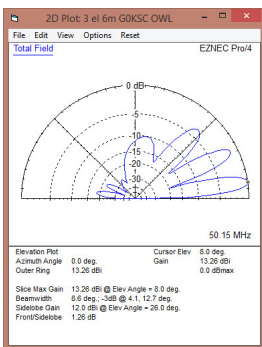 2D Plot: 3 el 6m G0KSC OWL
File Edit View Options Reset
Total Field EZNEC Pro/4
0 dB
-5
-10
-15
-20
-30
50.15 MHz
Elevation Plot Cursor Elev 8.0 deg.
Azimuth Angle 0.0 deg. Gain 13.26 dBi
Outer Ring 13.26 dBi 0.0 dBmax
Slice Max Gain 13.26 dBi @ Elev Angle = 8.0 deg.
Beamwidth 8.6 deg.; -3dB @ 4.1, 12.7 deg.
Sidelobe Gain 12.0 dBi @ Elev Angle = 26.0 deg.
Front/Sidelobe 1.26 dB